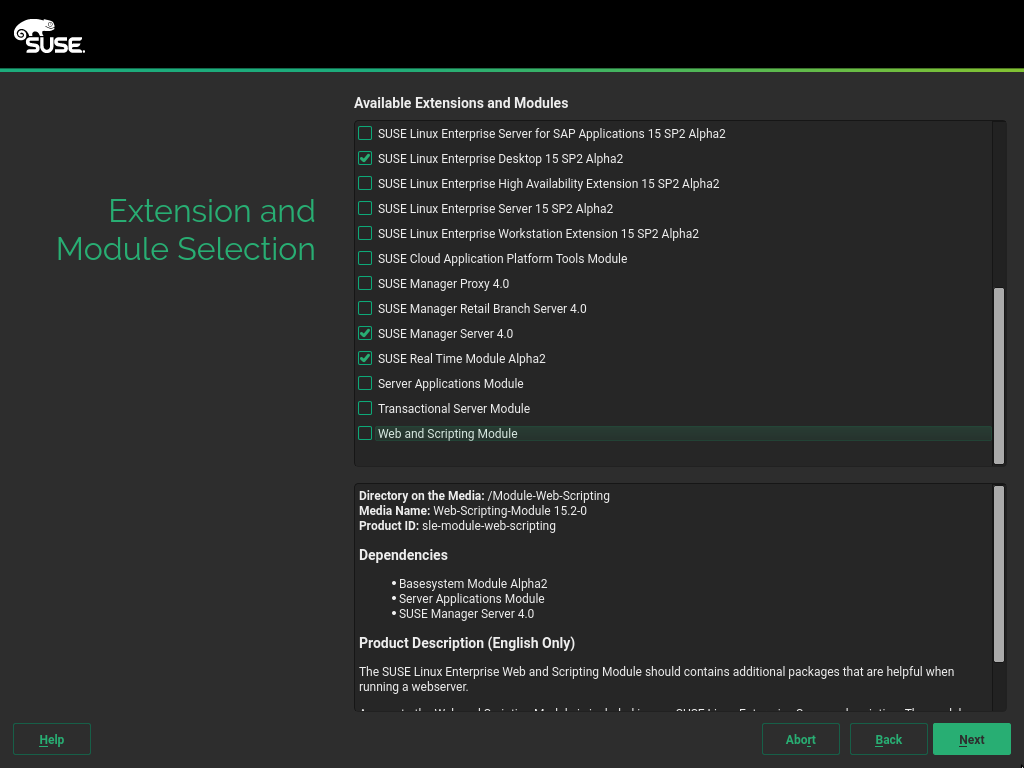 SUSE.
Extension and
Module Selection
Available Extensions and Modules
SUSE Linux Enterprise Server for SAP Applications 15 SP2 Alpha2
SUSE Linux Enterprise Desktop 15 SP2 Alpha2
SUSE Linux Enterprise High Availability Extension 15 SP2 Alpha2
SUSE Linux Enterprise Server 15 SP2 Alpha2
SUSE Linux Enterprise Workstation Extension 15 SP2 Alpha2
SUSE Cloud Application Platform Tools Module
SUSE Manager Proxy 4.0
SUSE Manager Retail Branch Server 4.0
SUSE Manager Server 4.0
SUSE Real Time Module Alpha2
Server Applications Module
Transactional Server Module
Web and Scripting Module
Directory on the Media: /Module-Web-Scripting
Media Name: Web-Scripting-Module 15.2-0
Product ID: sle-module-web-scripting
Dependencies
• Basesystem Module Alpha2
• Server Applications Module
• SUSE Manager Server 4.0
Product Description (English Only)
The SUSE Linux Enterprise Web and Scripting Module should contains additional packages that are helpful when
running a webserver.
Help
Abort
Back
Next